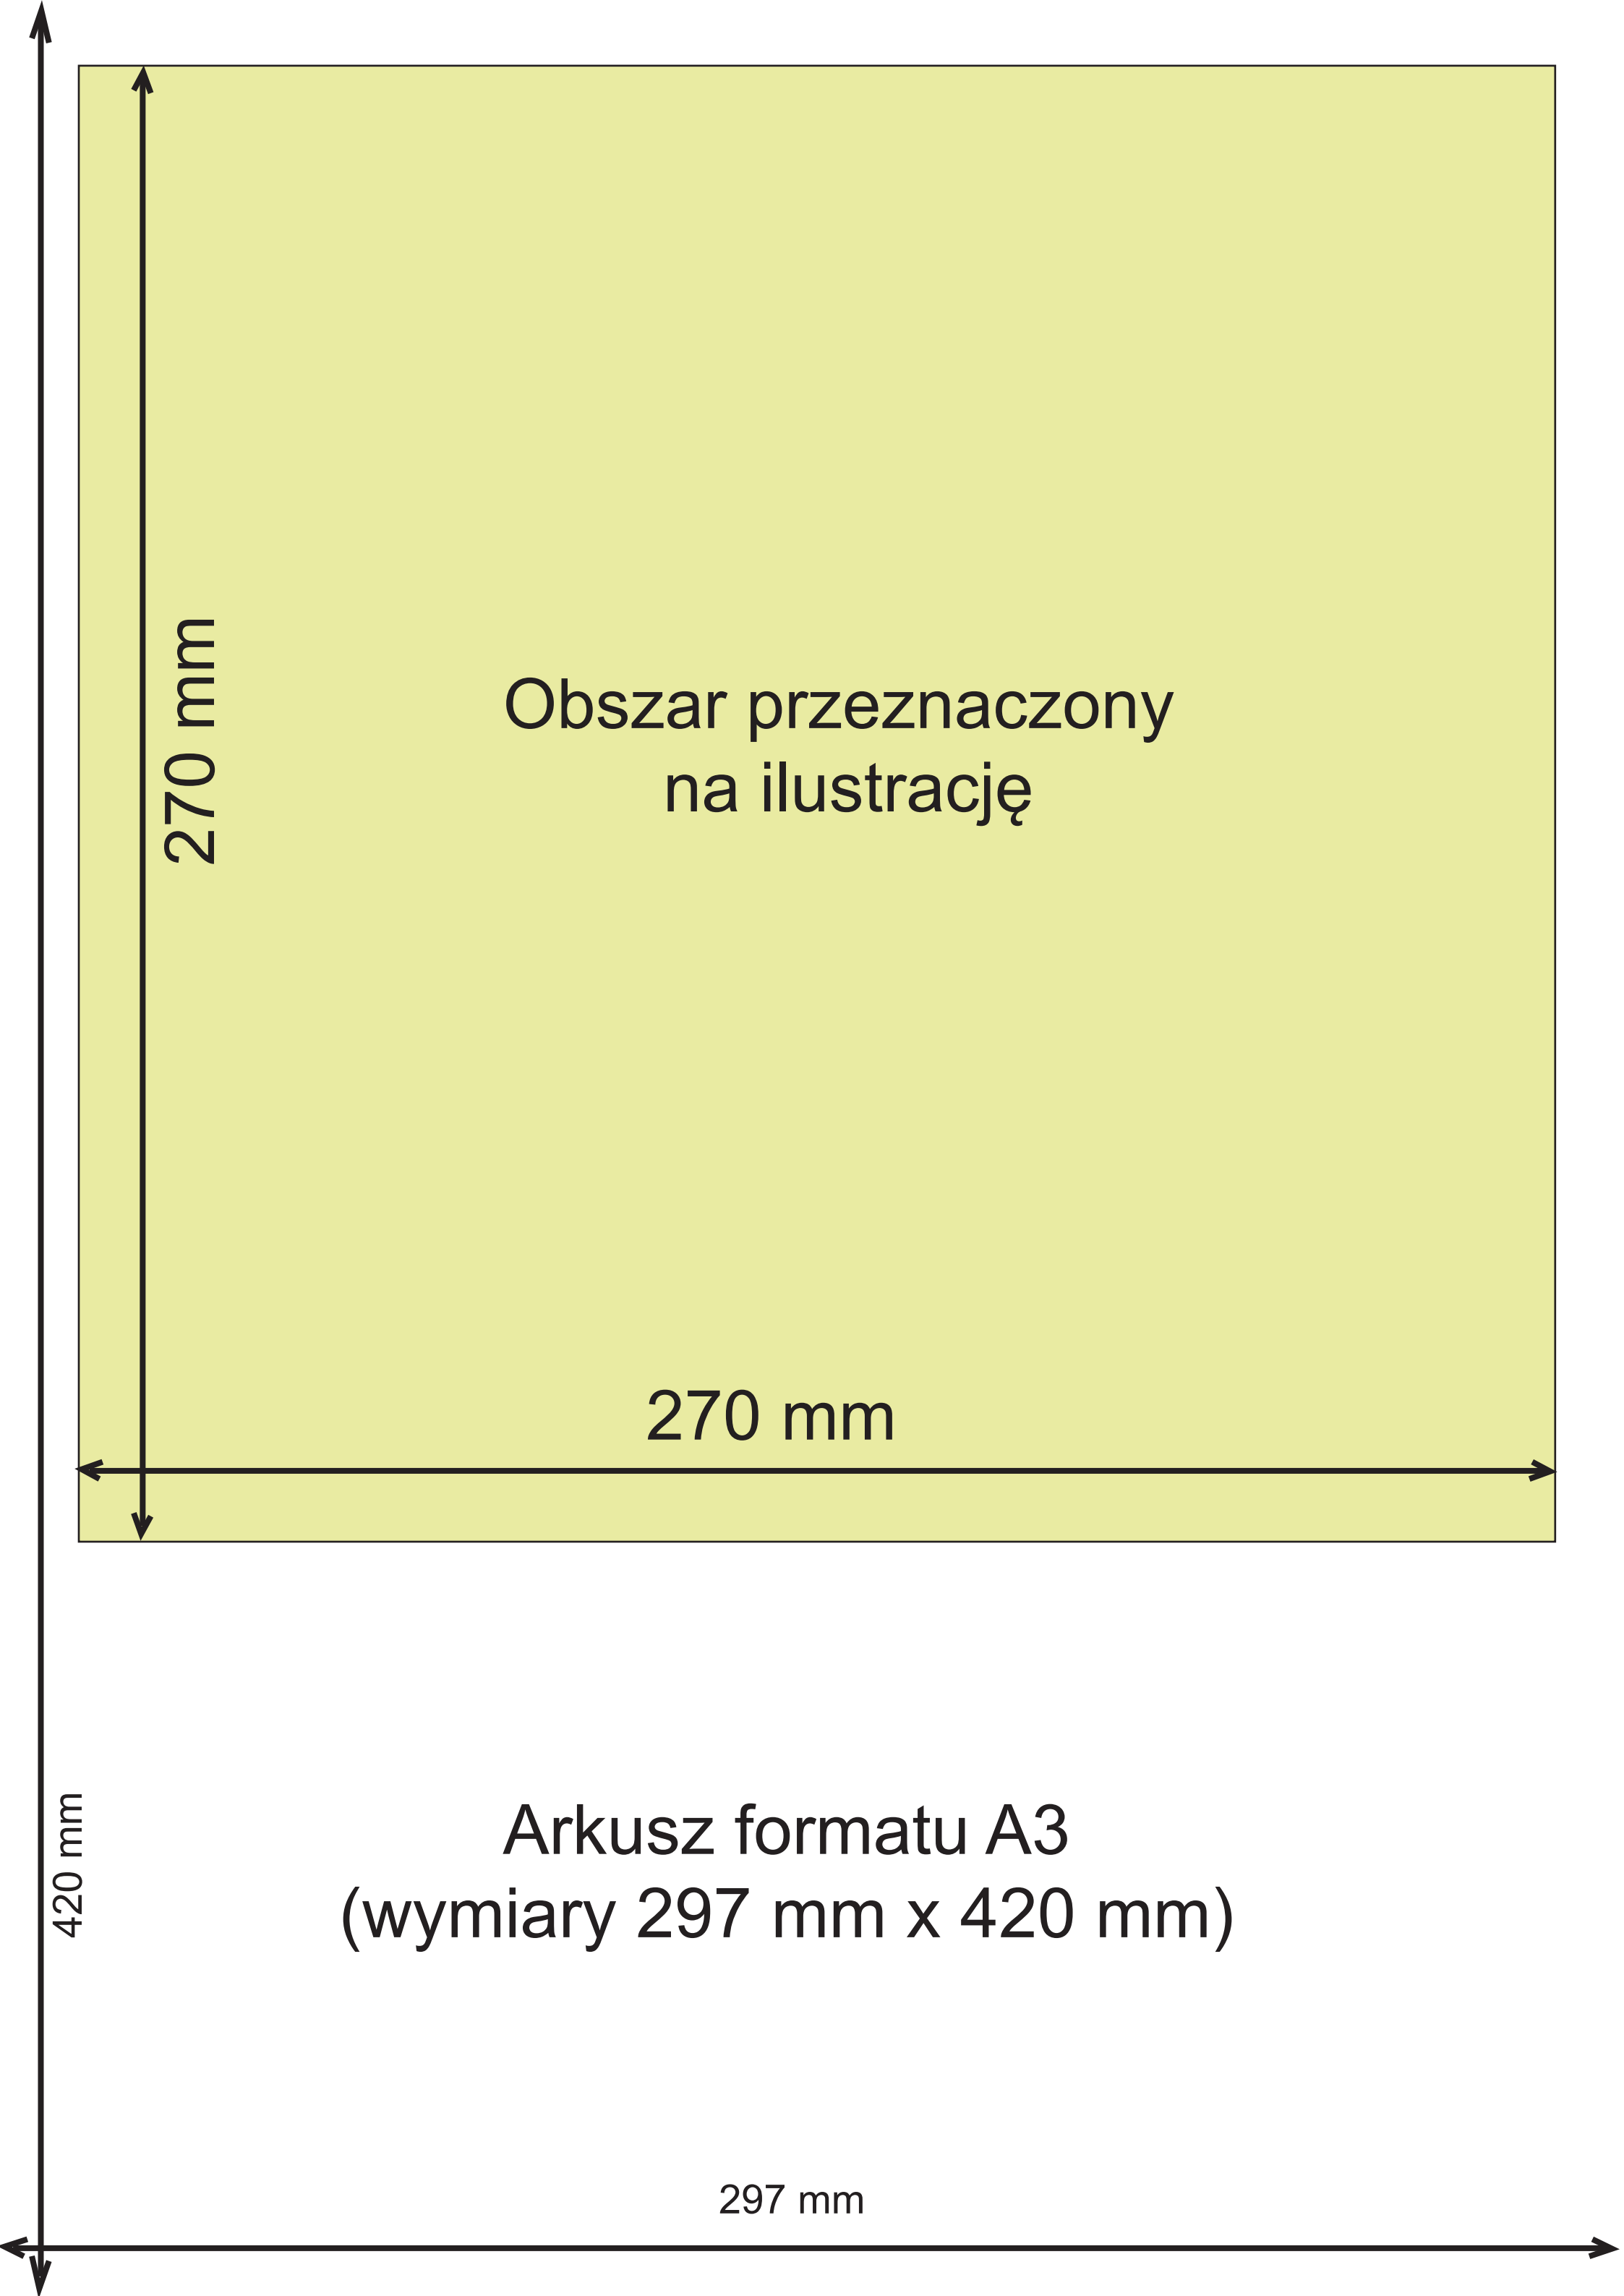 270 mm
Obszar przeznaczony
na ilustrację
270 mm
420 mm
Arkusz formatu A3
(wymiary 297 mm x 420 mm)
297 mm